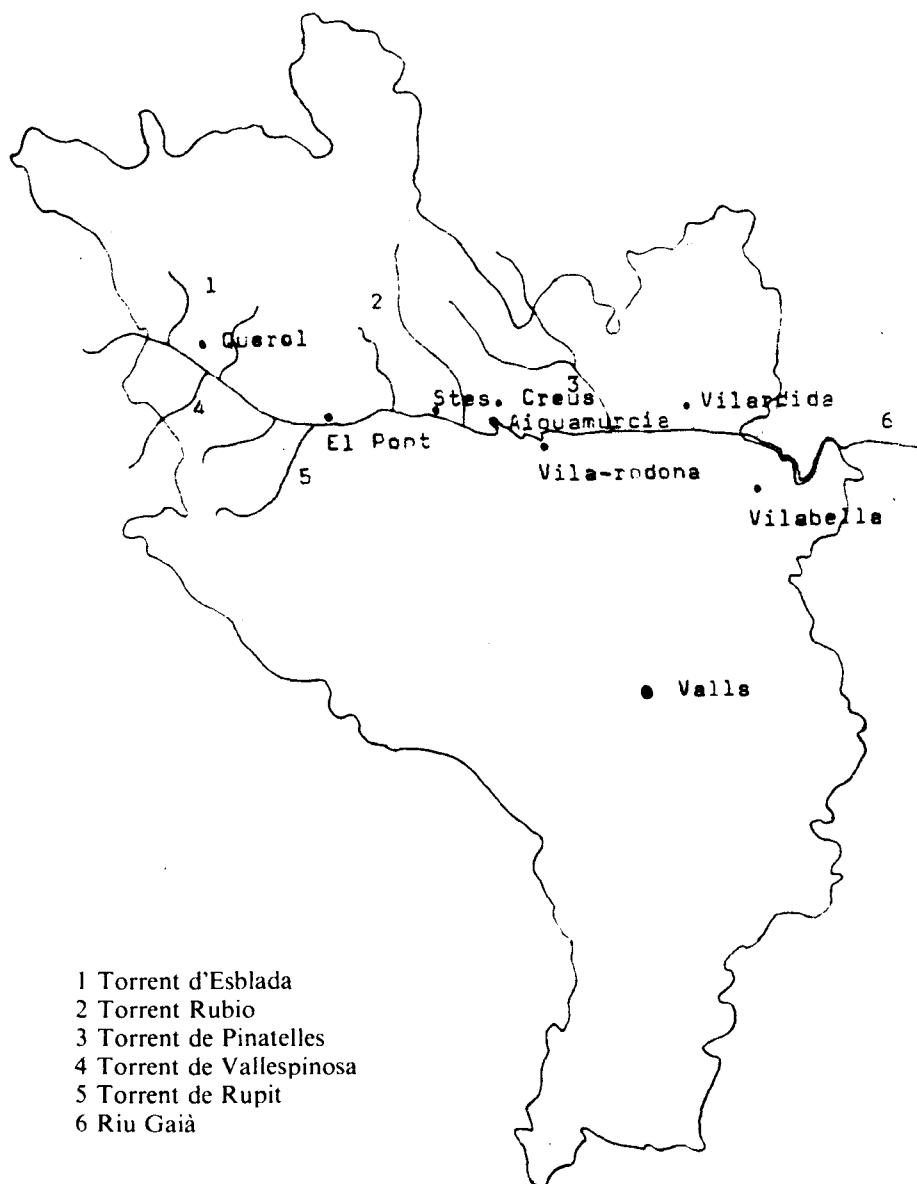 1
Querol
2
4
El Pont
5
Stes. Creus
Aiguamurcia
3
Vilardida
6
Vila-rodona
Vilabella
Valls
1 Torrent d'Esblada
2 Torrent Rubio
3 Torrent de Pinatelles
4 Torrent de Vallespinosa
5 Torrent de Rupit
6 Riu Gaià